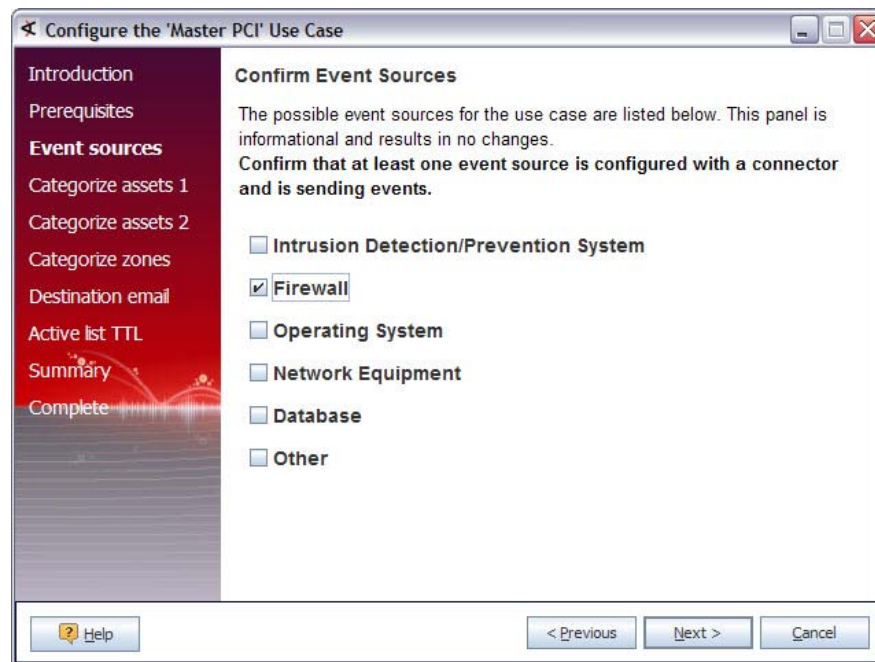 Configure the 'Master PCI' Use Case
Introduction
Prerequisites
Event sources
Categorize assets 1
Categorize assets 2
Categorize zones
Destination email
Active list TTL
Summary
Complete
Confirm Event Sources
The possible event sources for the use case are listed below. This panel is
informational and results in no changes.
Confirm that at least one event source is configured with a connector
and is sending events.
Intrusion Detection/Prevention System
Firewall
Operating System
Network Equipment
Database
Other
Help
< Previous
Next >
Cancel